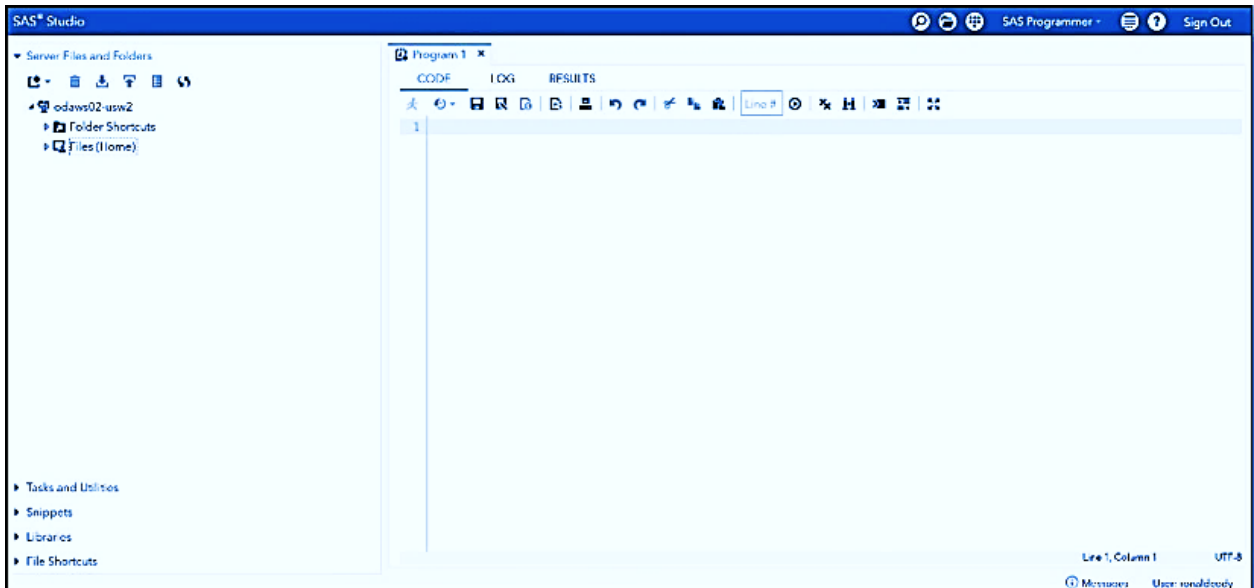 SAS® Studio
SAS Programmer
Sign Out
Server Files and Folders
odaws02-usw2
Folder Shortcuts
Files (Home)
Tasks and Utilities
Snippets
Libraries
File Shortcuts
Program 1
CODE LOG RESULTS
Line #
1
Line 1, Column 1 UTF-8
Messages User: